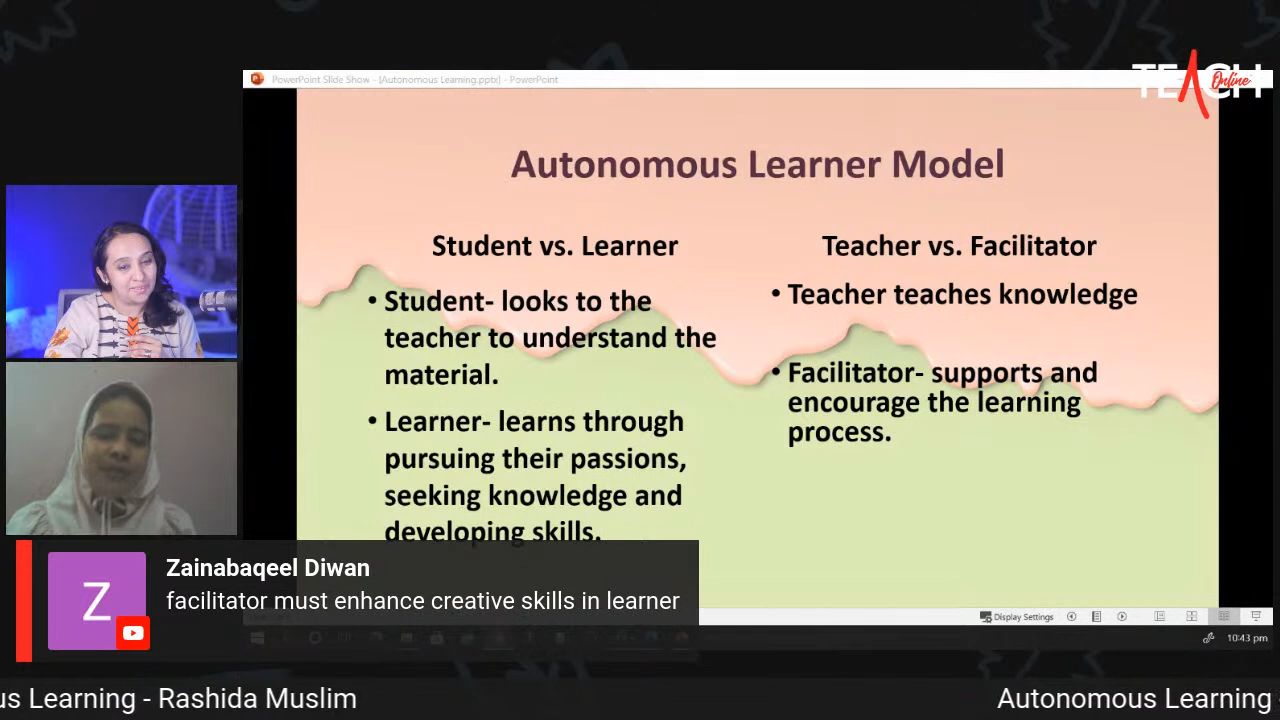 PowerPoint Slide Show - [Autonomous Learning.pptx] - PowerPoint
TEACH
Online
Autonomous Learner Model
Student vs. Learner
• Student- looks to the
teacher to understand the
material.
• Learner- learns through
pursuing their passions,
seeking knowledge and
developing skills.
Teacher vs. Facilitator
• Teacher teaches knowledge
• Facilitator- supports and
encourage the learning
process.
Z
Zainabaqeel Diwan
facilitator must enhance creative skills in learner
Display Settings
10:43 pm
us Learning - Rashida Muslim
Autonomous Learning